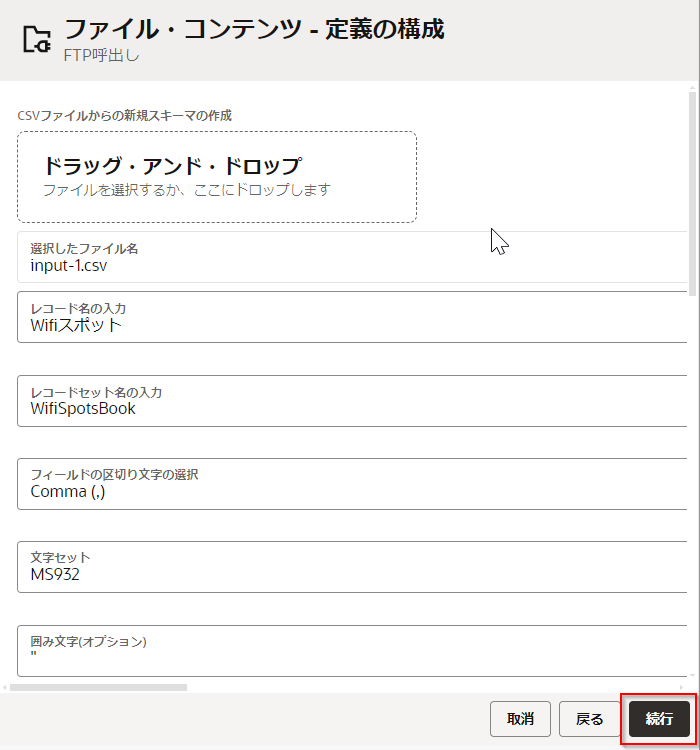 ファイル・コンテンツ - 定義の構成
FTP呼出し
CSVファイルからの新規スキーマの作成
ドラッグ・アンド・ドロップ
ファイルを選択するか、ここにドロップします
選択したファイル名
input-1.csv
レコード名の入力
Wifiスポット
レコードセット名の入力
WifiSpotsBook
フィールドの区切り文字の選択
Comma (,)
文字セット
MS932
囲み文字(オプション)
"
取消 戻る 続行